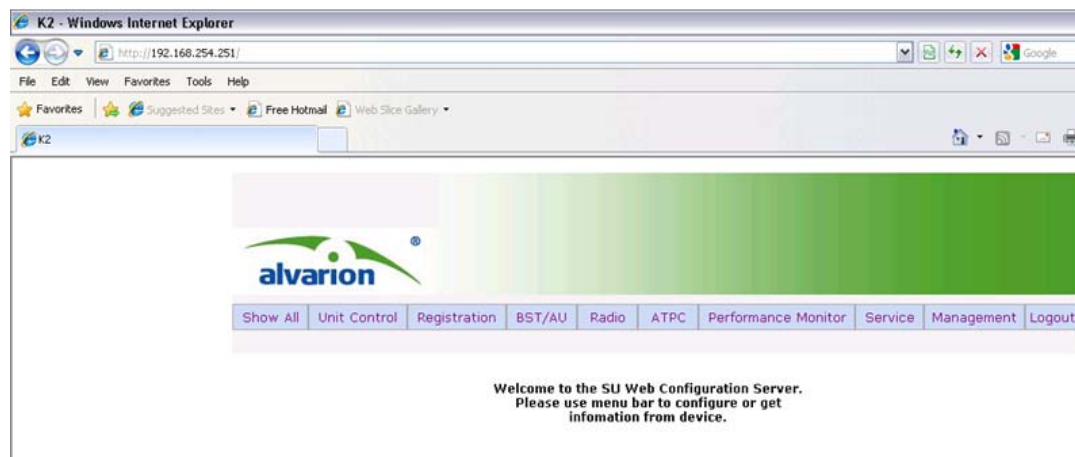 K2 - Windows Internet Explorer
http://192.168.254.251/
Google
File Edit View Favorites Tools Help
Favorites Suggested Sites Free Hotmail Web Slice Gallery
K2
alvarion ®
Show All Unit Control Registration BST/AU Radio ATPC Performance Monitor Service Management Logout
Welcome to the SU Web Configuration Server.
Please use menu bar to configure or get
infomation from device.